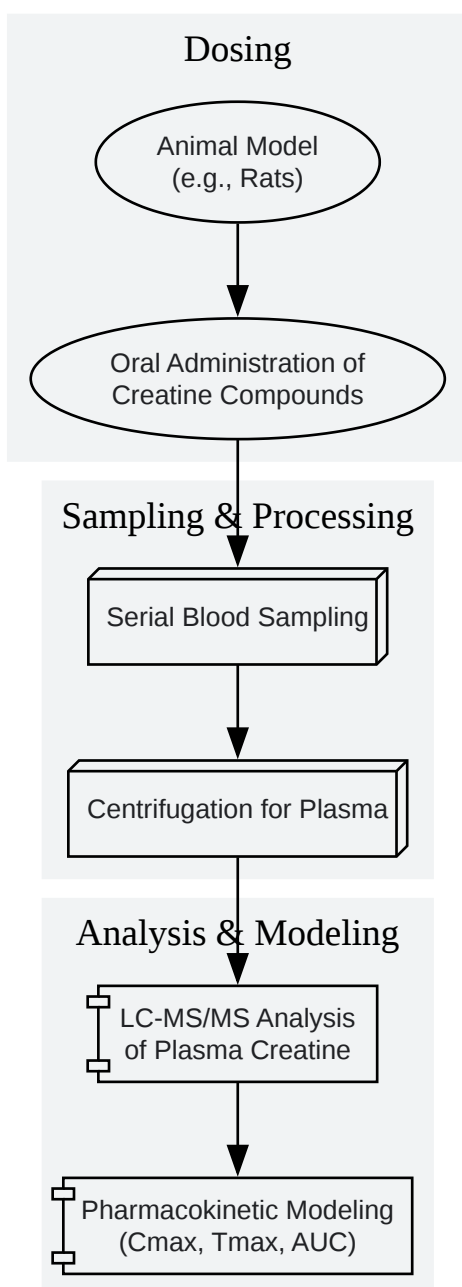 Dosing
Animal Model
(e.g., Rats)
Oral Administration of
Creatine Compounds
Sampling & Processing
Serial Blood Sampling
Centrifugation for Plasma
Analysis & Modeling
LC-MS/MS Analysis
of Plasma Creatine
Pharmacokinetic Modeling
(Cmax, Tmax, AUC)